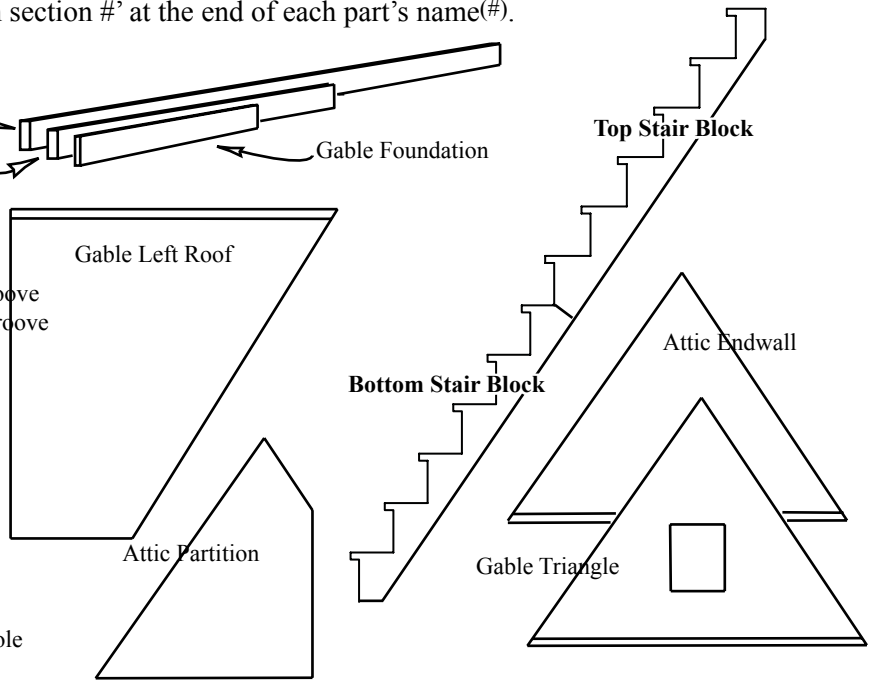 section #’ at the end of each part’s name(#).
Top Stair Block
Gable Foundation
Gable Left Roof
Attic Endwall
Bottom Stair Block
Attic Partition
Gable Triangle